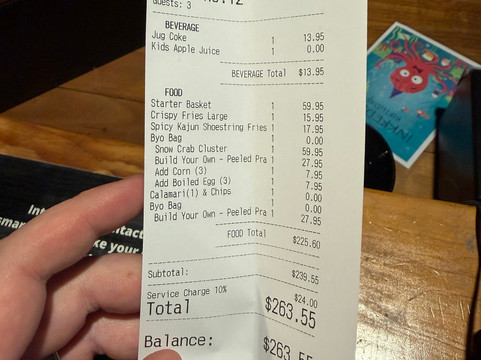 Guests: 3
BEVERAGE
Jug Coke 1 13.95
Kids Apple Juice 1 0.00
BEVERAGE Total $13.95
FOOD
Starter Basket 1 59.95
Crispy Fries Large 1 15.95
Spicy Kajun Shoestring Fries 1 17.95
Byo Bag 1 0.00
Snow Crab Cluster 1 59.95
Build Your Own - Peeled Pra 1 27.95
Add Corn (3) 1 7.95
Add Boiled Egg (3) 1 7.95
Calamari(1) & Chips 1 0.00
Byo Bag 1 0.00
Build Your Own - Peeled Pra 1 27.95
FOOD Total $225.60
Subtotal: $239.55
Service Charge 10% $24.00
Total $263.55
Balance: $263.55